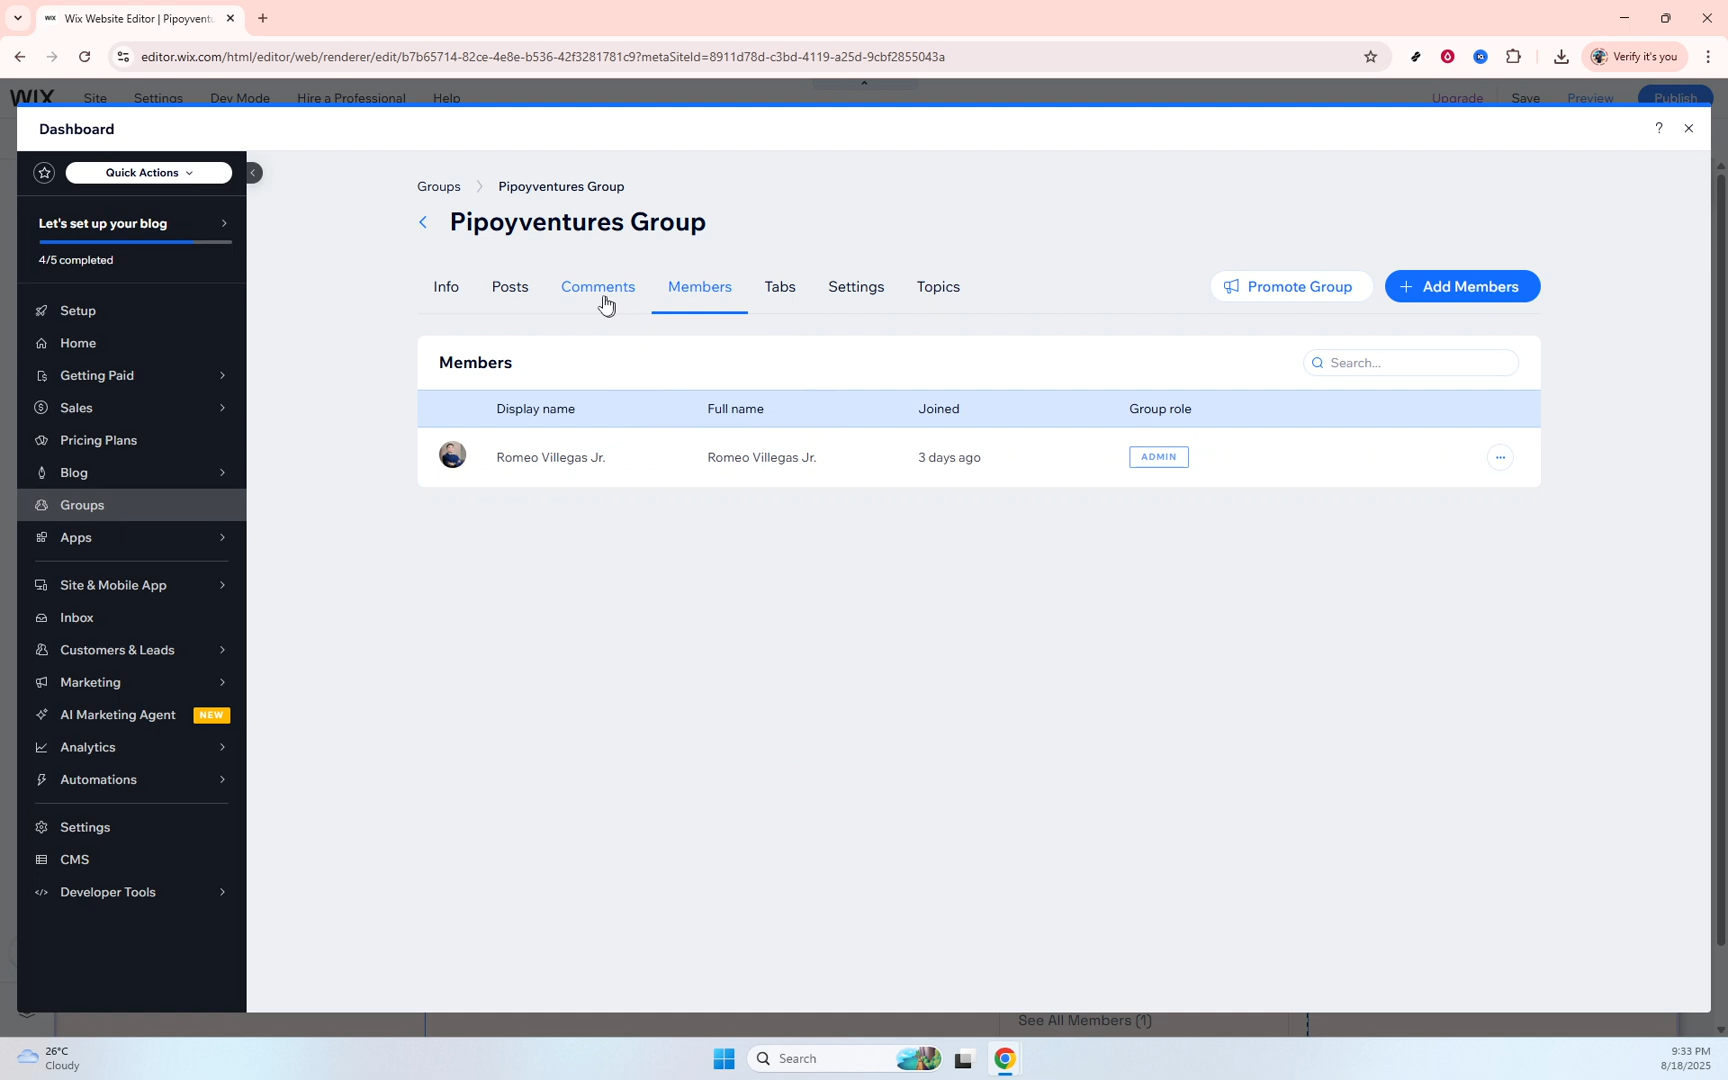 WIX Wix Website Editor | Pipoyventu
editor.wix.com/html/editor/web/renderer/edit/b7b65714-82ce-4e8e-b536-42f3281781c9?metaSiteId=8911d78d-c3bd-4119-a25d-9cbf2855043a
Verify it's you
WIX Site Settings Dev Mode Hire a Professional Help Upgrade Save Preview Publish
Dashboard ?
Quick Actions
Let's set up your blog
4/5 completed
Setup
Home
Getting Paid
Sales
Pricing Plans
Blog
Groups
Apps
Site & Mobile App
Inbox
Customers & Leads
Marketing
AI Marketing Agent NEW
Analytics
Automations
Settings
CMS
Developer Tools
Groups > Pipoyventures Group
Pipoyventures Group
Info Posts Comments Members Tabs Settings Topics Promote Group + Add Members
Members Search...
Display name Full name Joined Group role
Romeo Villegas Jr. Romeo Villegas Jr. 3 days ago ADMIN
See All Members (1)
26°C
Cloudy
Search
9:33 PM
8/18/2025